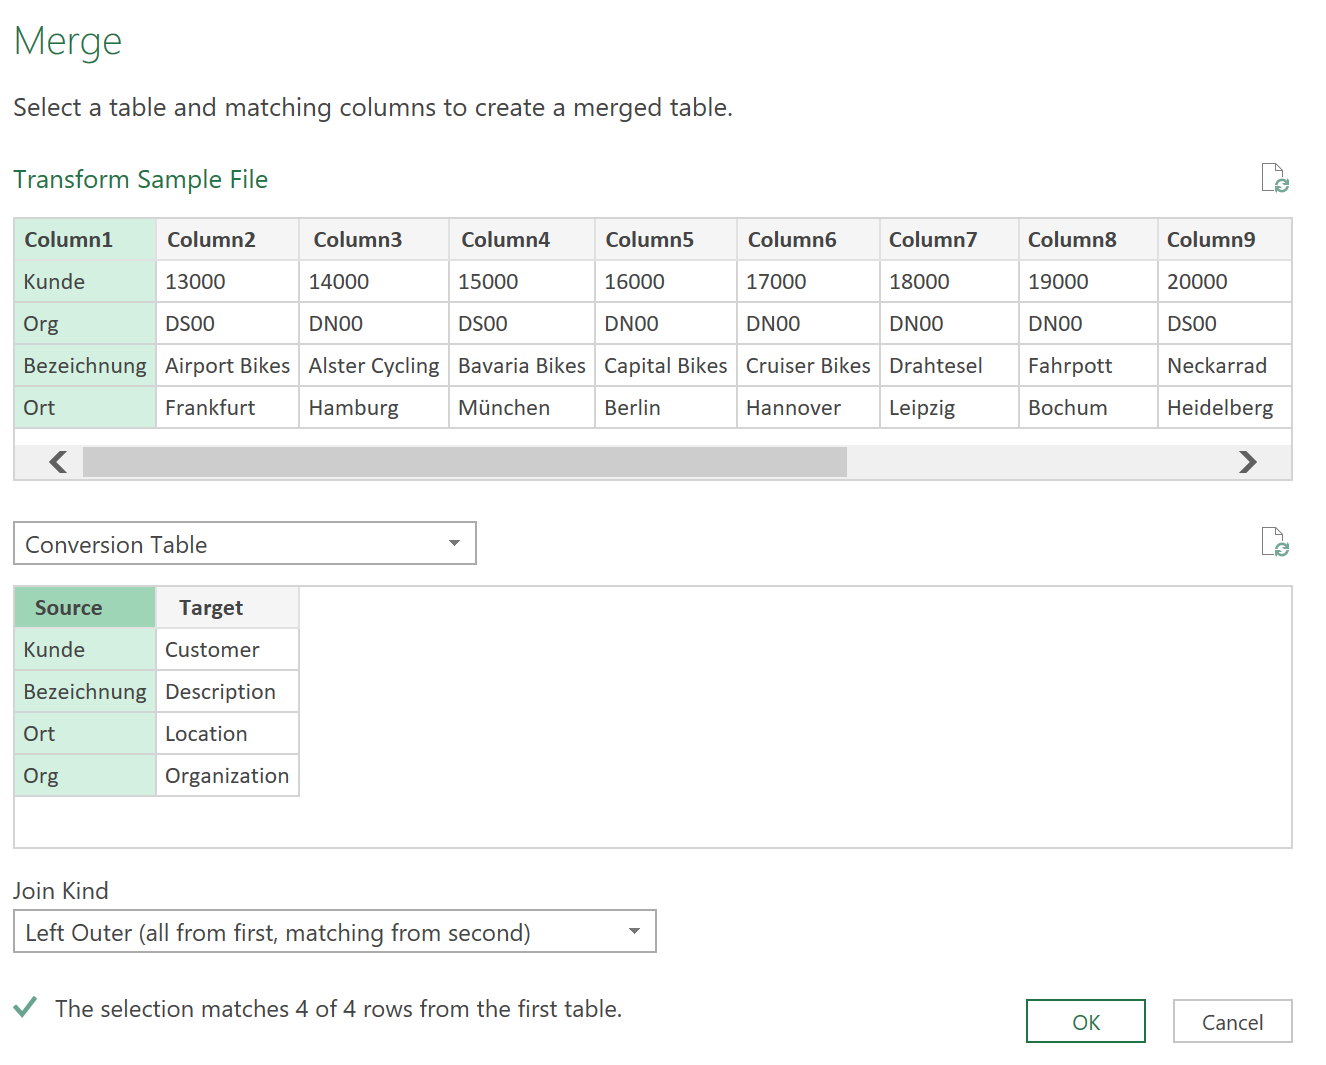 Merge
Select a table and matching columns to create a merged table.
Transform Sample File
Column1 Column2 Column3 Column4 Column5 Column6 Column7 Column8 Column9
Kunde 13000 14000 15000 16000 17000 18000 19000 20000
Org DS00 DN00 DS00 DN00 DN00 DN00 DN00 DS00
Bezeichnung Airport Bikes Alster Cycling Bavaria Bikes Capital Bikes Cruiser Bikes Drahtesel Fahrpott Neckarrad
Ort Frankfurt Hamburg München Berlin Hannover Leipzig Bochum Heidelberg
Conversion Table
Source Target
Kunde Customer
Bezeichnung Description
Ort Location
Org Organization
Join Kind
Left Outer (all from first, matching from second)
The selection matches 4 of 4 rows from the first table.
OK Cancel